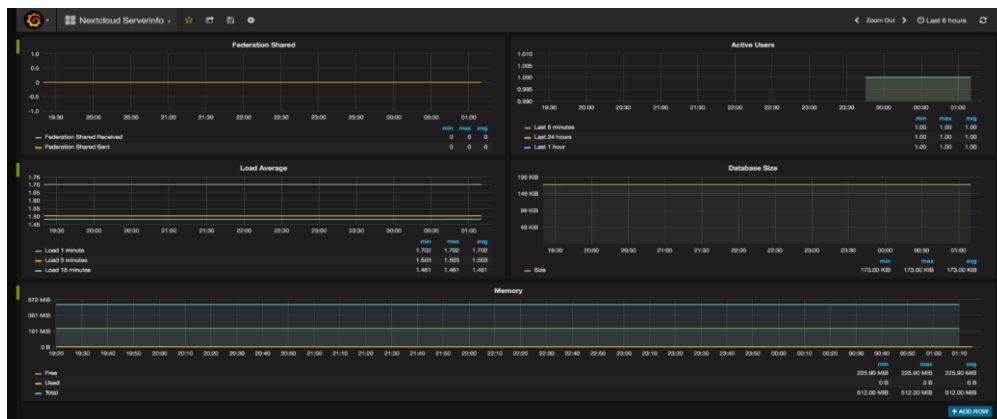 Nextcloud Serverinfo
Zoom Out
Last 6 hours
Federation Shared
1.0
0.5
0
-0.5
-1.0
19:30 20:00 20:30 21:00 21:30 22:00 22:30 23:00 23:30 00:00 00:30 01:00
min max avg
Federation Shared Received 0 0 0
Federation Shared Sent 0 0 0
Active Users
1.010
1.005
1.000
0.995
0.990
19:30 20:00 20:30 21:00 21:30 22:00 22:30 23:00 23:30 00:00 00:30 01:00
min max avg
Last 5 minutes 1.00 1.00 1.00
Last 24 hours 1.00 1.00 1.00
Last 1 hour 1.00 1.00 1.00
Load Average
1.75
1.70
1.65
1.60
1.55
1.50
1.45
19:30 20:00 20:30 21:00 21:30 22:00 22:30 23:00 23:30 00:00 00:30 01:00
min max avg
Load 1 minute 1.702 1.702 1.702
Load 5 minutes 1.503 1.503 1.503
Load 15 minutes 1.481 1.481 1.481
Database Size
195 KiB
146 KiB
98 KiB
49 KiB
19:30 20:00 20:30 21:00 21:30 22:00 22:30 23:00 23:30 00:00 00:30 01:00
min max avg
Size 173.00 KiB 173.00 KiB 173.00 KiB
Memory
572 MiB
381 MiB
191 MiB
0 B
19:20 19:30 19:40 19:50 20:00 20:10 20:20 20:30 20:40 20:50 21:00 21:10 21:20 21:30 21:40 21:50 22:00 22:10 22:20 22:30 22:40 22:50 23:00 23:10 23:20 23:30 23:40 23:50 00:00 00:10 00:20 00:30 00:40 00:50 01:00 01:10
min max avg
Free 225.90 MiB 225.90 MiB 225.90 MiB
Used 0 B 0 B 0 B
Total 512.00 MiB 512.00 MiB 512.00 MiB
+ ADD ROW